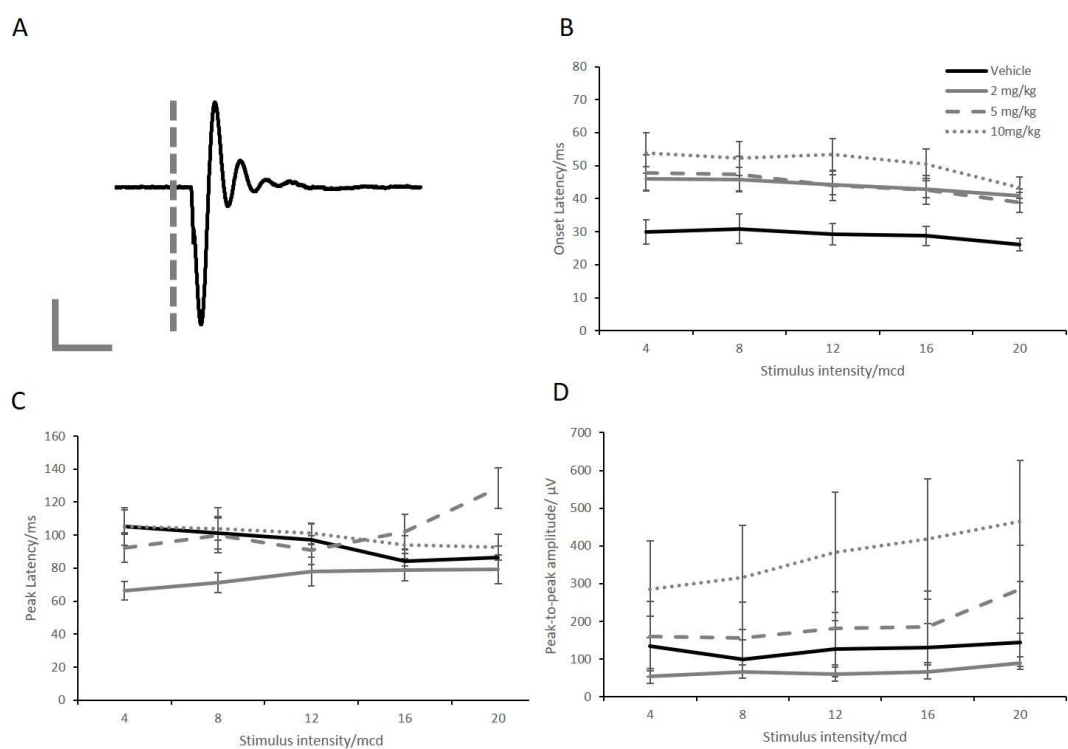 A
B
80
70
60
50
40
30
20
10
0
Onset Latency/ms
4 8 12 16 20
Stimulus intensity/mcd
Vehicle
2 mg/kg
5 mg/kg
10mg/kg
C
160
140
120
100
80
60
40
20
0
Peak Latency/ms
4 8 12 16 20
Stimulus intensity/mcd
D
700
600
500
400
300
200
100
0
Peak-to-peak amplitude/ µV
4 8 12 16 20
Stimulus intensity/mcd